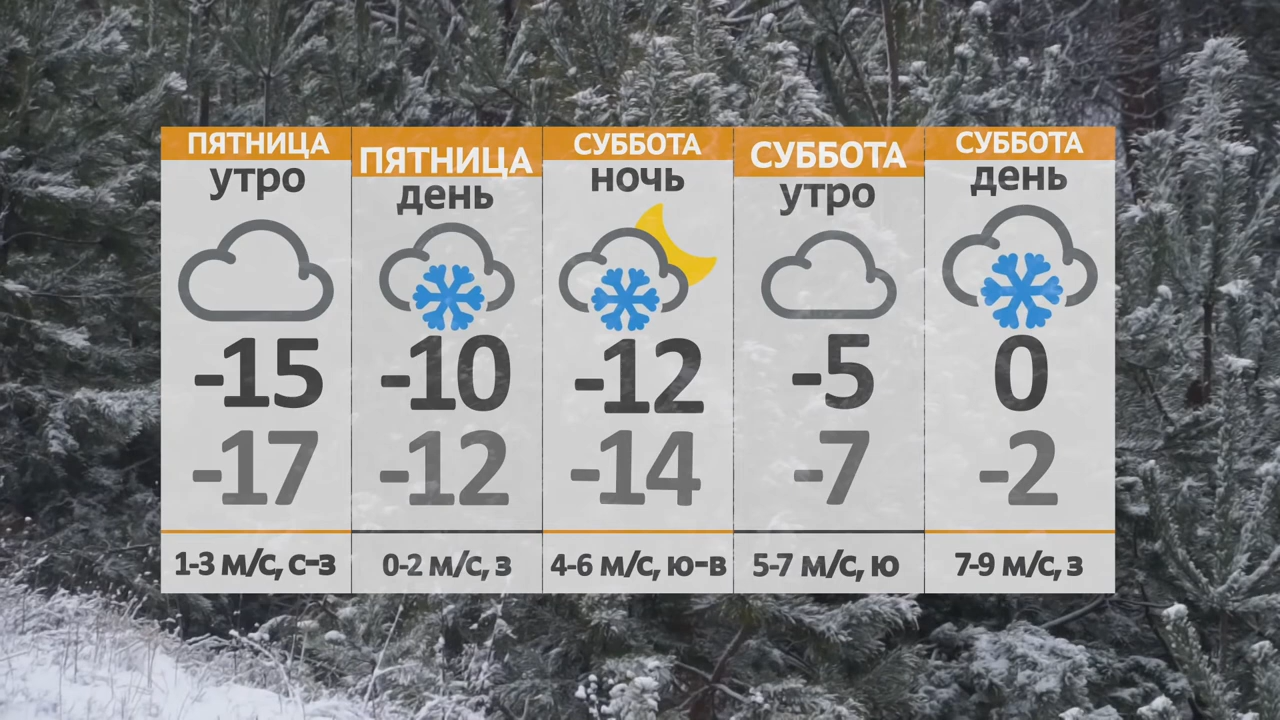 ПЯТНИЦА
утро
-15
-17
1-3 м/с, с-з
ПЯТНИЦА
день
-10
-12
0-2 м/с, з
СУББОТА
ночь
-12
-14
4-6 м/с, ю-в
СУББОТА
утро
-5
-7
5-7 м/с, ю
СУББОТА
день
0
-2
7-9 м/с, з